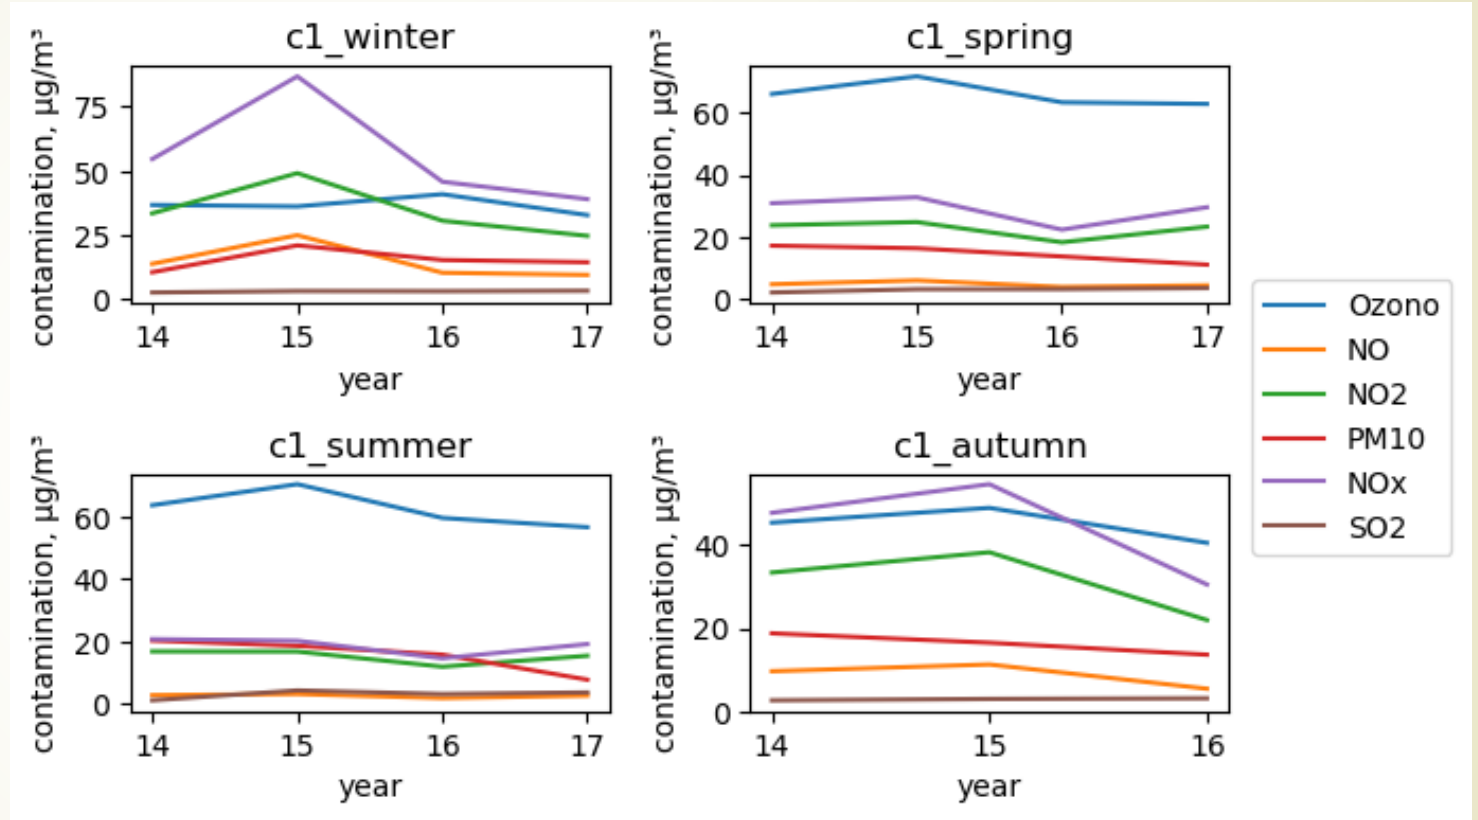 c1_winter
contamination, µg/m³
75
50
25
0
14 15 16 17
year
c1_spring
contamination, µg/m³
60
40
20
0
14 15 16 17
year
c1_summer
contamination, µg/m³
60
40
20
0
14 15 16 17
year
c1_autumn
contamination, µg/m³
40
20
0
14 15 16
year
Ozono
NO
NO2
PM10
NOx
SO2